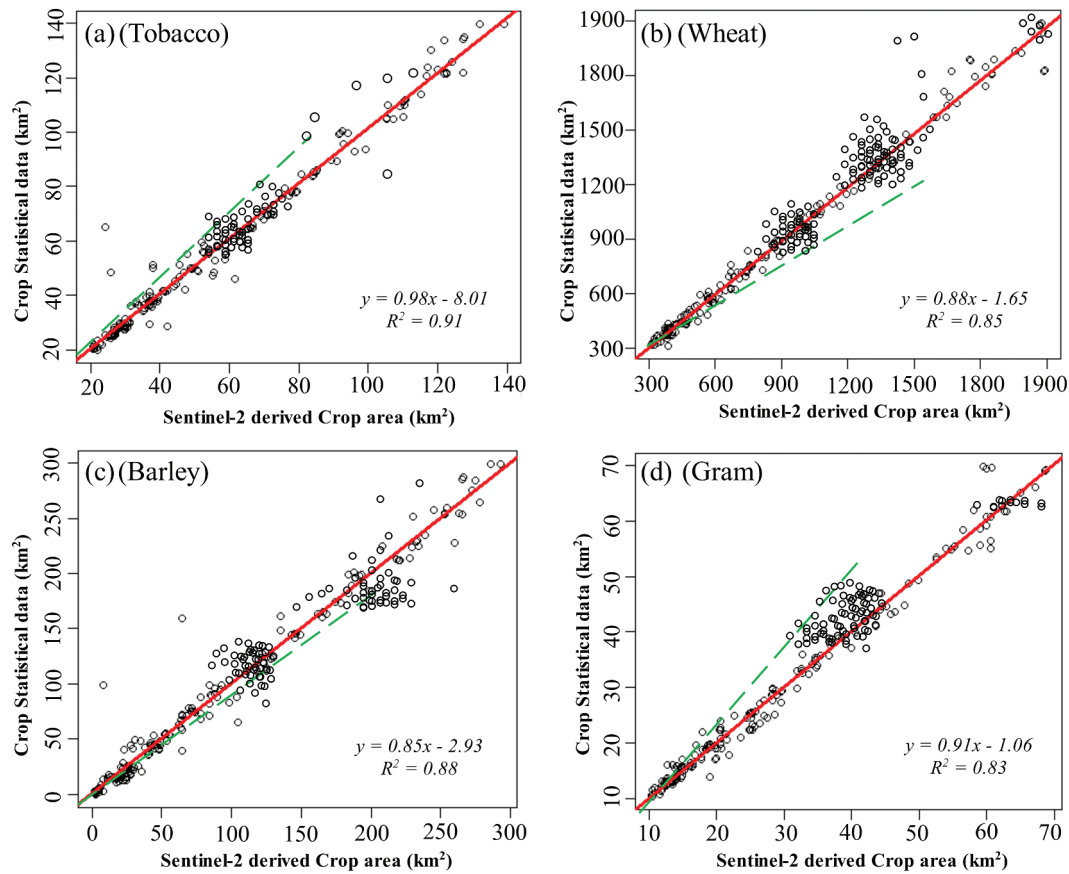 (a) (Tobacco)
Crop Statistical data (km²)
140
120
100
80
60
40
20
y = 0.98x - 8.01
R² = 0.91
20 40 60 80 100 120 140
Sentinel-2 derived Crop area (km²)
(b) (Wheat)
Crop Statistical data (km²)
1900
1800
1500
1200
900
600
300
y = 0.88x - 1.65
R² = 0.85
300 600 900 1200 1500 1800 1900
Sentinel-2 derived Crop area (km²)
(c) (Barley)
Crop Statistical data (km²)
300
250
200
150
100
50
0
y = 0.85x - 2.93
R² = 0.88
0 50 100 150 200 250 300
Sentinel-2 derived Crop area (km²)
(d) (Gram)
Crop Statistical data (km²)
70
60
50
40
30
20
10
y = 0.91x - 1.06
R² = 0.83
10 20 30 40 50 60 70
Sentinel-2 derived Crop area (km²)